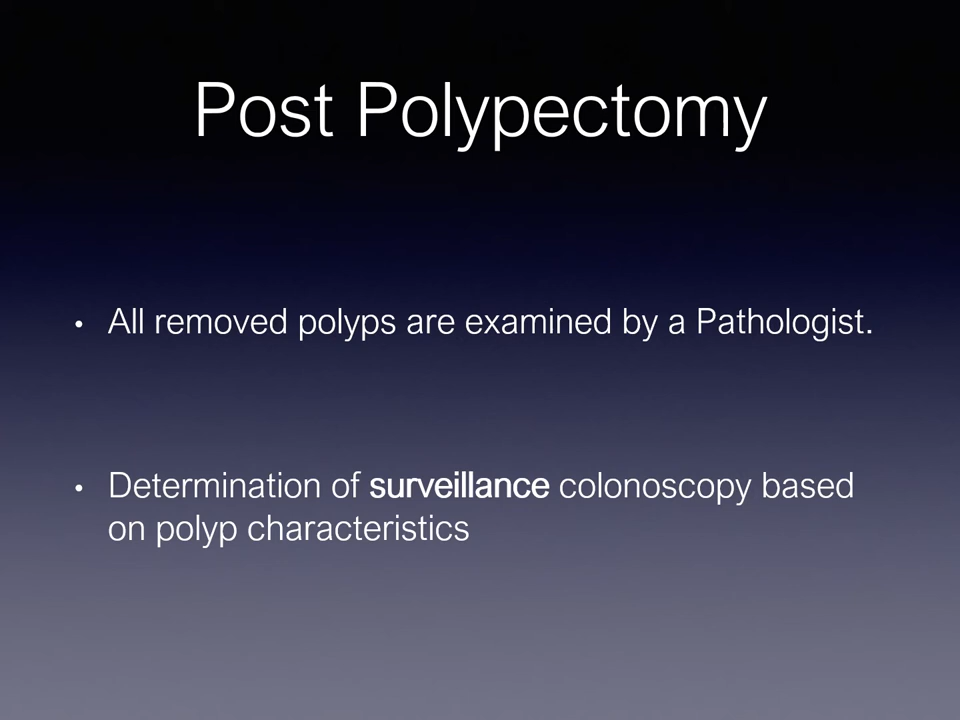 Post Polypectomy
• All removed polyps are examined by a Pathologist.
• Determination of surveillance colonoscopy based
on polyp characteristics